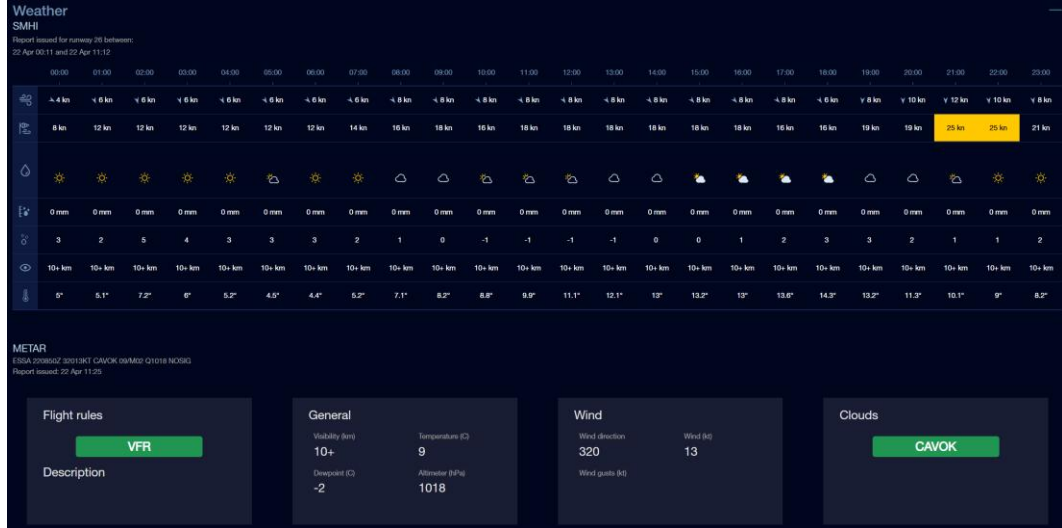 Weather
SMHI
Report issued for runway 26 between:
22 Apr 00:11 and 22 Apr 11:12
00:00 01:00 02:00 03:00 04:00 05:00 06:00 07:00 08:00 09:00 10:00 11:00 12:00 13:00 14:00 15:00 16:00 17:00 18:00 19:00 20:00 21:00 22:00 23:00
4 kn 6 kn 6 kn 6 kn 6 kn 6 kn 6 kn 6 kn 8 kn 8 kn 8 kn 8 kn 8 kn 8 kn 8 kn 8 kn 8 kn 8 kn 6 kn 8 kn 10 kn 12 kn 10 kn 8 kn
8 kn 12 kn 12 kn 12 kn 12 kn 12 kn 12 kn 14 kn 16 kn 18 kn 16 kn 18 kn 18 kn 18 kn 18 kn 18 kn 18 kn 16 kn 16 kn 19 kn 19 kn 25 kn 25 kn 21 kn
0 mm 0 mm 0 mm 0 mm 0 mm 0 mm 0 mm 0 mm 0 mm 0 mm 0 mm 0 mm 0 mm 0 mm 0 mm 0 mm 0 mm 0 mm 0 mm 0 mm 0 mm 0 mm 0 mm 0 mm
3 2 5 4 3 3 3 2 1 0 -1 -1 -1 -1 0 0 1 2 3 3 2 1 1 2
10+ km 10+ km 10+ km 10+ km 10+ km 10+ km 10+ km 10+ km 10+ km 10+ km 10+ km 10+ km 10+ km 10+ km 10+ km 10+ km 10+ km 10+ km 10+ km 10+ km 10+ km 10+ km 10+ km 10+ km
5° 5.1° 7.2° 6° 5.2° 4.5° 4.4° 5.2° 7.1° 8.2° 8.8° 9.9° 11.1° 12.1° 13° 13.2° 13° 13.6° 14.3° 13.2° 11.3° 10.1° 9° 8.2°
METAR
ESSA 220850Z 32013KT CAVOK 09/M02 Q1018 NOSIG
Report issued: 22 Apr 11:25
Flight rules
VFR
Description
General
Visibility (km) Temperature (C)
10+ 9
Dewpoint (C) Altimeter (hPa)
-2 1018
Wind
Wind direction Wind (kt)
320 13
Wind gusts (kt)
Clouds
CAVOK